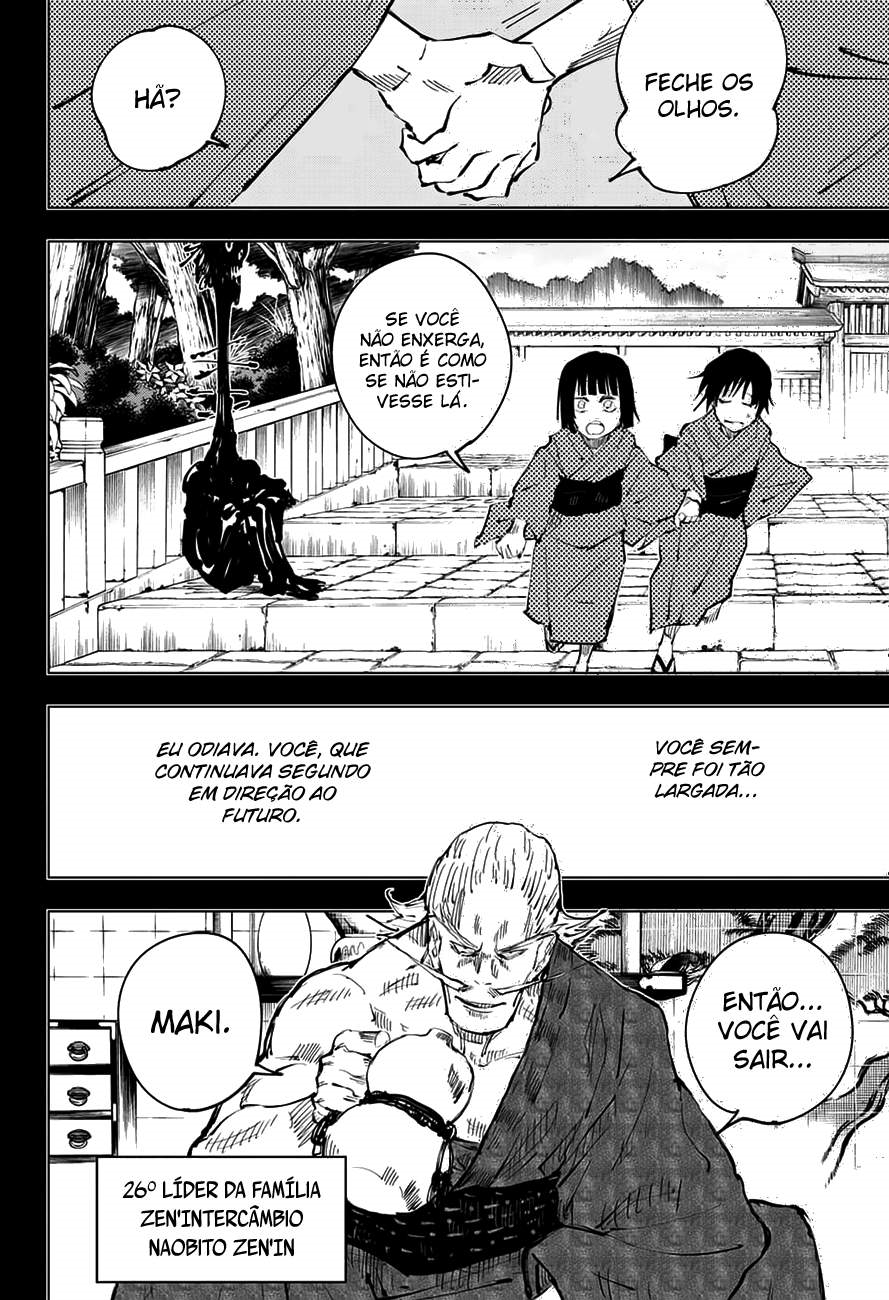 FECHE OS
OLHOS.
HÃ?
SE VOCÊ
NÃO ENXERGA,
ENTÃO É COMO
SE NÃO ESTI-
VESSE LÁ.
VOCÊ SEM-
PRE FOI TÃO
LARGADA...
EU ODIAVA. VOCÊ, QUE
CONTINUAVA SEGUNDO
EM DIREÇÃO AO
FUTURO.
ENTÃO...
VOCÊ VAI
SAIR...
MAKI.
26º LÍDER DA FAMÍLIA
ZEN'INTERCÂMBIO
NAOBITO ZEN'IN